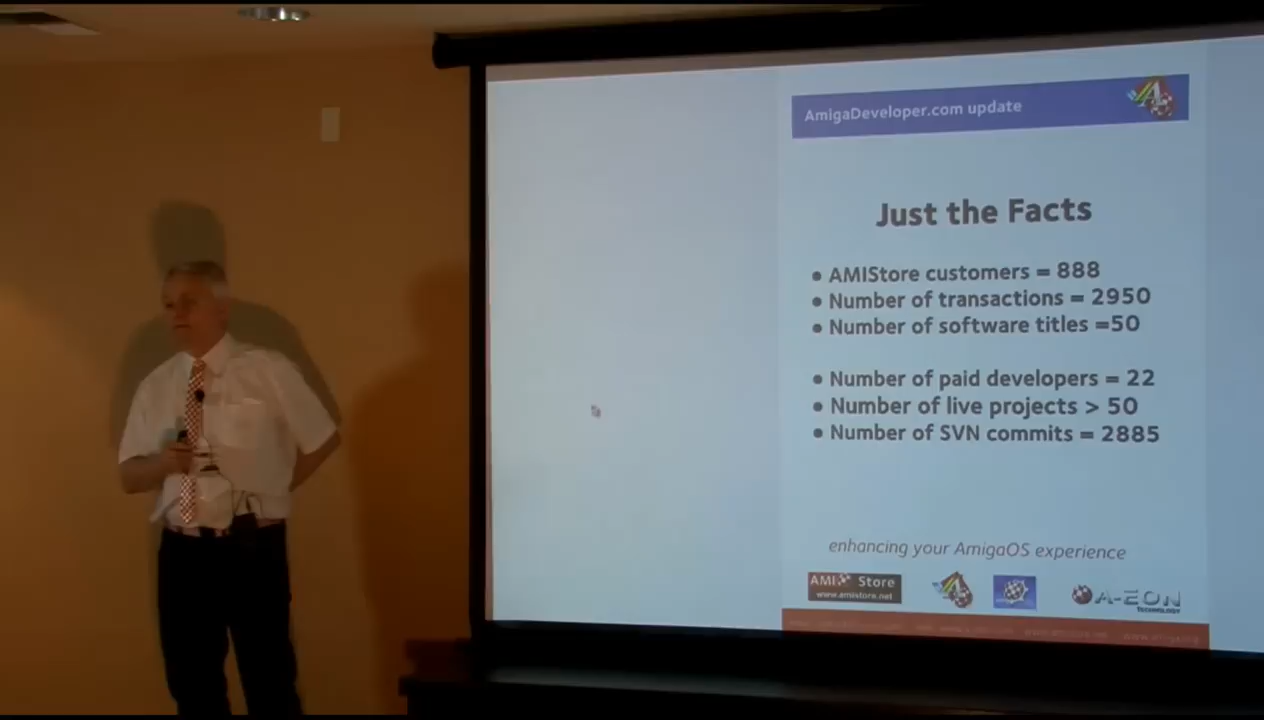 AmigaDeveloper.com update
Just the Facts
• AMIStore customers = 888
• Number of transactions = 2950
• Number of software titles =50
• Number of paid developers = 22
• Number of live projects > 50
• Number of SVN commits = 2885
enhancing your AmigaOS experience
AMI Store
www.amistore.net
A-EON
TECHNOLOGY